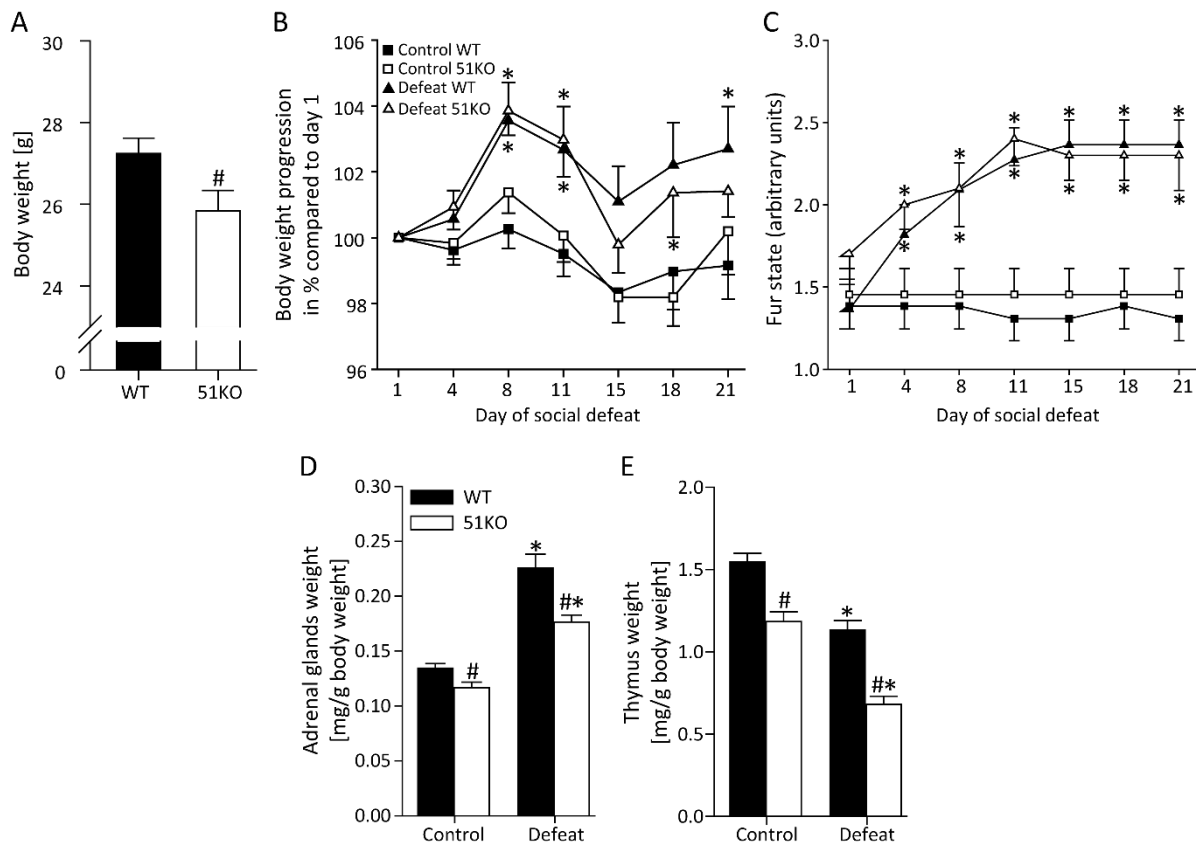 A
Body weight [g]
30
28
26
24
0
#
WT
51KO
B
Body weight progression
in % compared to day 1
106
104
102
100
98
96
Control WT
Control 51KO
Defeat WT
Defeat 51KO
*
*
*
*
*
*
1 4 8 11 15 18 21
Day of social defeat
C
Fur state (arbitrary units)
3.0
2.5
2.0
1.5
1.0
* * * * * *
* * * * * *
1 4 8 11 15 18 21
Day of social defeat
D
Adrenal glands weight
[mg/g body weight]
0.30
0.25
0.20
0.15
0.10
0.05
0.00
WT
51KO
#
*
#*
Control Defeat
E
Thymus weight
[mg/g body weight]
2.0
1.5
1.0
0.5
0.0
#
*
#*
Control Defeat